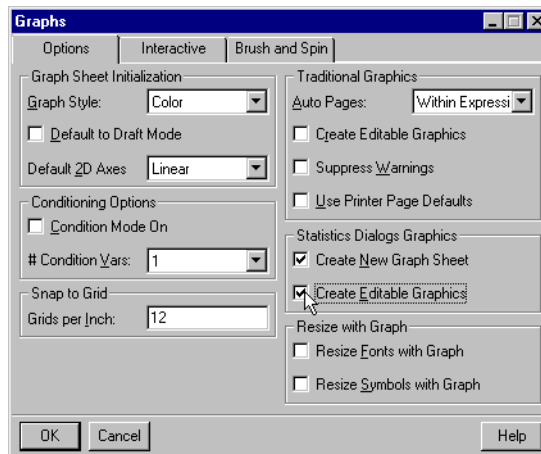 Graphs
Options
Interactive
Brush and Spin
Graph Sheet Initialization
Graph Style:
Color
Default to Draft Mode
Default 2D Axes
Linear
Conditioning Options
Condition Mode On
# Condition Vars:
1
Snap to Grid
Grids per Inch:
12
Traditional Graphics
Auto Pages:
Within Expressi
Create Editable Graphics
Suppress Warnings
Use Printer Page Defaults
Statistics Dialogs Graphics
Create New Graph Sheet
Create Editable Graphics
Resize with Graph
Resize Fonts with Graph
Resize Symbols with Graph
OK
Cancel
Help